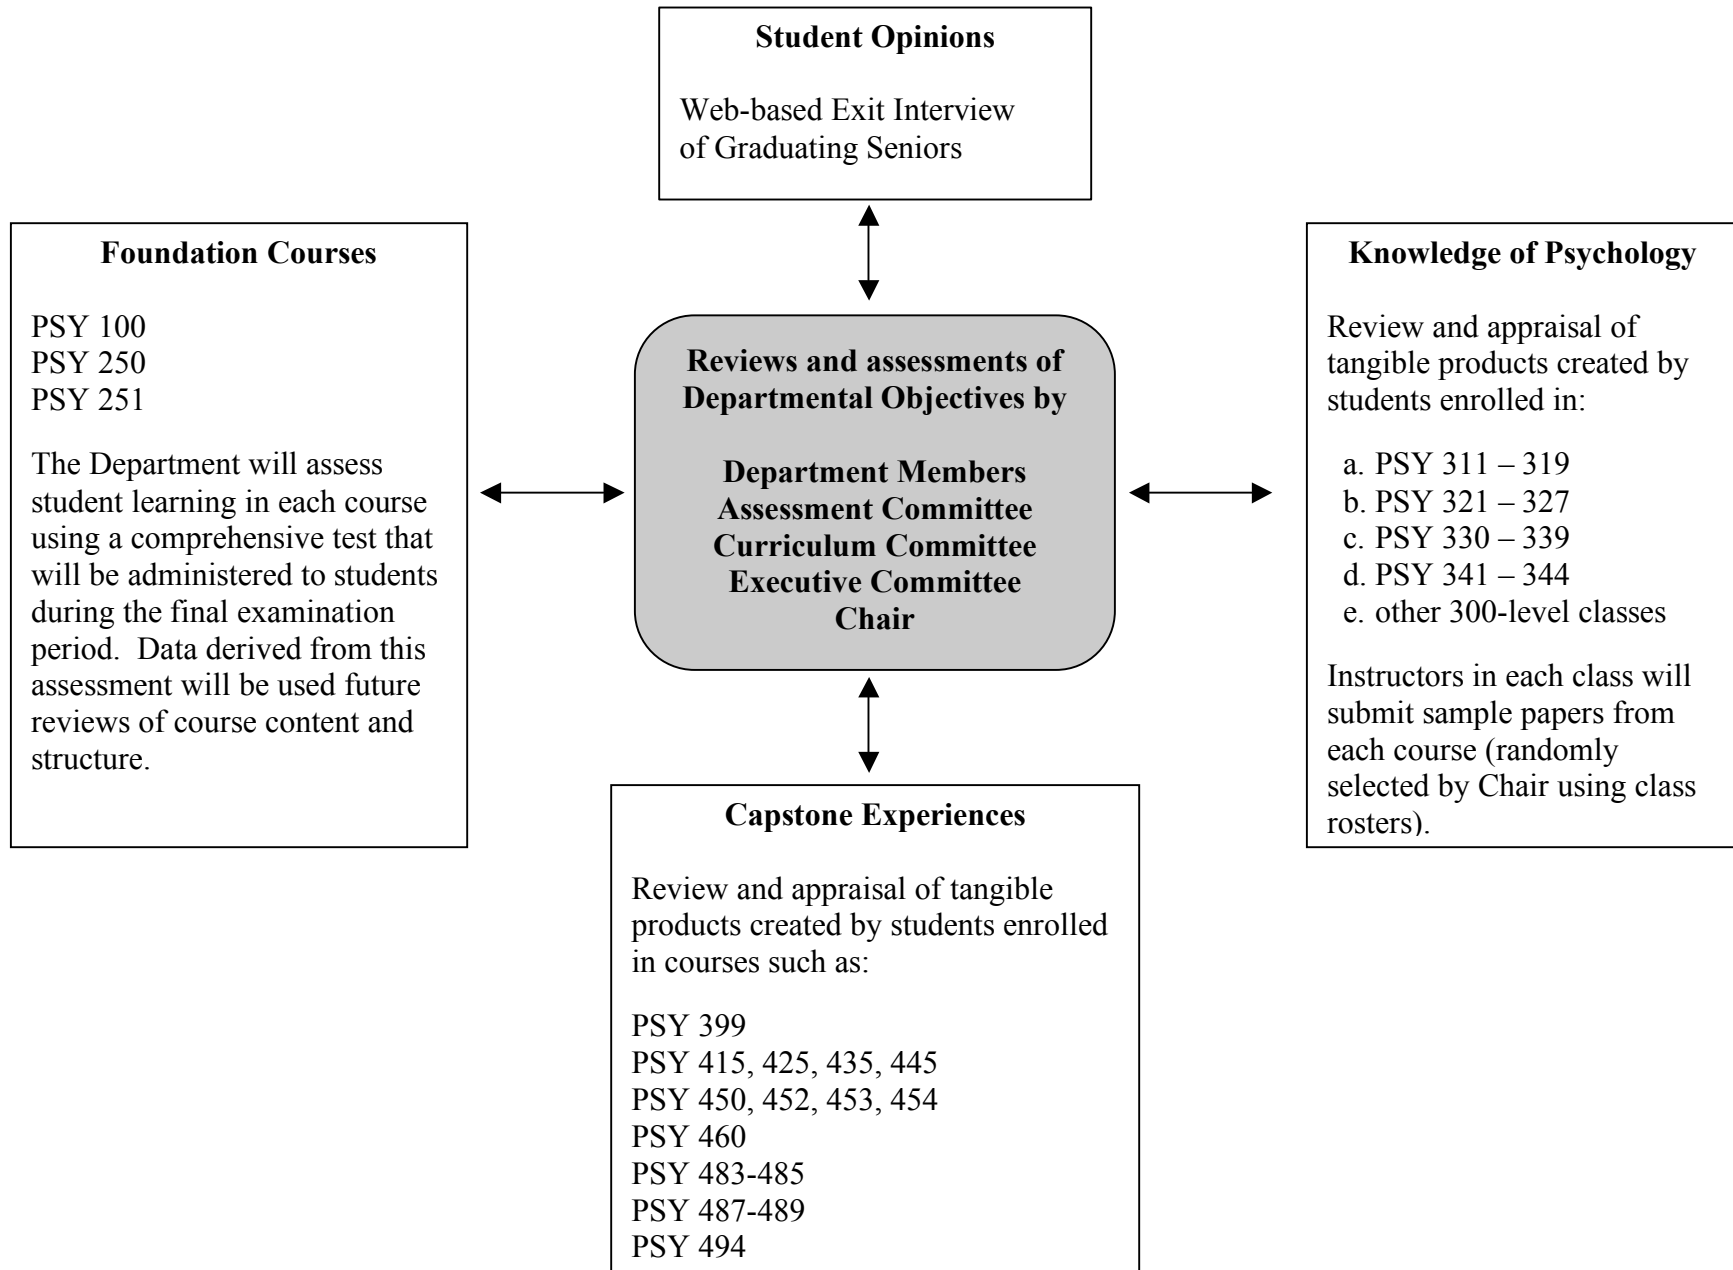 Student Opinions
Web-based Exit Interview
of Graduating Seniors
Foundation Courses
PSY 100
PSY 250
PSY 251
The Department will assess
student learning in each course
using a comprehensive test that
will be administered to students
during the final examination
period.  Data derived from this
assessment will be used future
reviews of course content and
structure.
Reviews and assessments of
Departmental Objectives by
Department Members
Assessment Committee
Curriculum Committee
Executive Committee
Chair
Knowledge of Psychology
Review and appraisal of
tangible products created by
students enrolled in:
a. PSY 311 – 319
b. PSY 321 – 327
c. PSY 330 – 339
d. PSY 341 – 344
e. other 300-level classes
Instructors in each class will
submit sample papers from
each course (randomly
selected by Chair using class
rosters).
Capstone Experiences
Review and appraisal of tangible
products created by students enrolled
in courses such as:
PSY 399
PSY 415, 425, 435, 445
PSY 450, 452, 453, 454
PSY 460
PSY 483-485
PSY 487-489
PSY 494